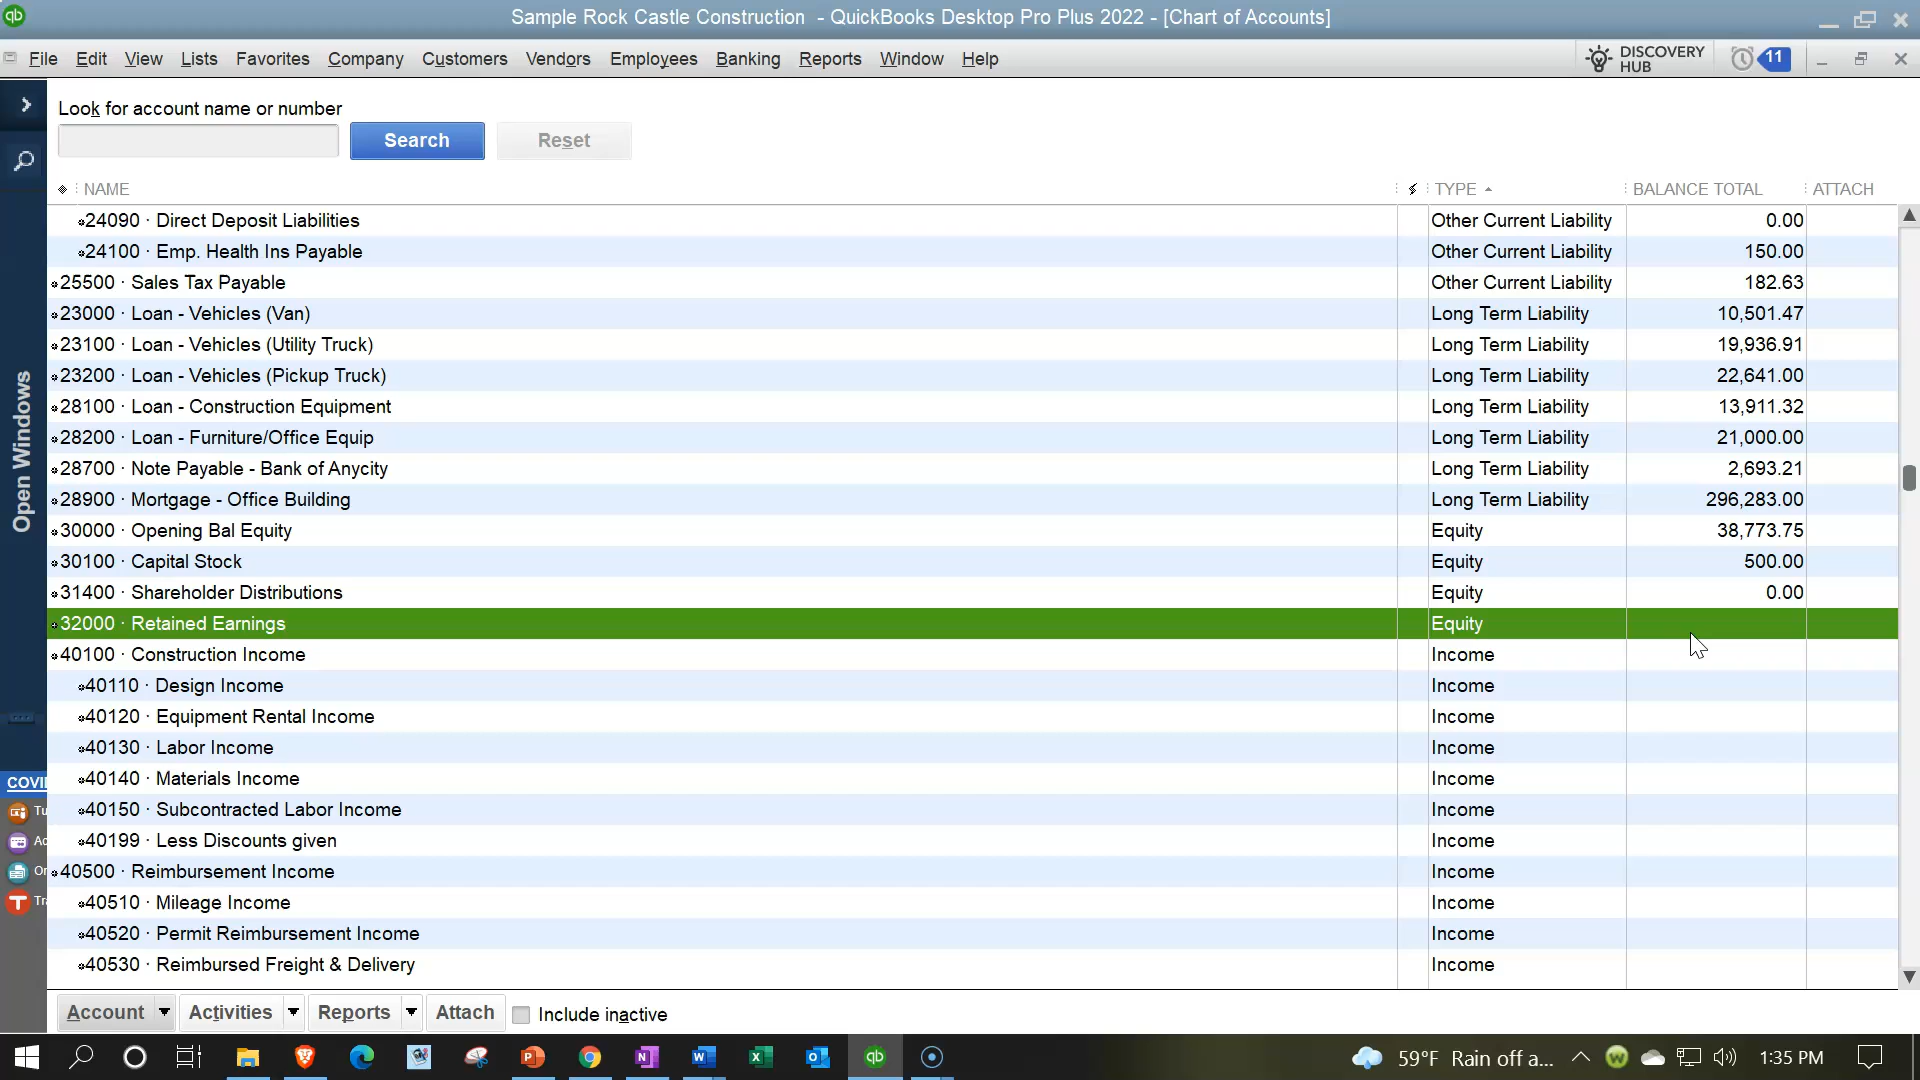 qb Sample Rock Castle Construction - QuickBooks Desktop Pro Plus 2022 - [Chart of Accounts]
File Edit View Lists Favorites Company Customers Vendors Employees Banking Reports Window Help DISCOVERY HUB 11
Look for account name or number
Search Reset
NAME TYPE BALANCE TOTAL ATTACH
24090 · Direct Deposit Liabilities Other Current Liability 0.00
24100 · Emp. Health Ins Payable Other Current Liability 150.00
25500 · Sales Tax Payable Other Current Liability 182.63
23000 · Loan - Vehicles (Van) Long Term Liability 10,501.47
23100 · Loan - Vehicles (Utility Truck) Long Term Liability 19,936.91
23200 · Loan - Vehicles (Pickup Truck) Long Term Liability 22,641.00
28100 · Loan - Construction Equipment Long Term Liability 13,911.32
28200 · Loan - Furniture/Office Equip Long Term Liability 21,000.00
28700 · Note Payable - Bank of Anycity Long Term Liability 2,693.21
28900 · Mortgage - Office Building Long Term Liability 296,283.00
30000 · Opening Bal Equity Equity 38,773.75
30100 · Capital Stock Equity 500.00
31400 · Shareholder Distributions Equity 0.00
32000 · Retained Earnings Equity
40100 · Construction Income Income
40110 · Design Income Income
40120 · Equipment Rental Income Income
40130 · Labor Income Income
40140 · Materials Income Income
40150 · Subcontracted Labor Income Income
40199 · Less Discounts given Income
40500 · Reimbursement Income Income
40510 · Mileage Income Income
40520 · Permit Reimbursement Income Income
40530 · Reimbursed Freight & Delivery Income
Open Windows
COVI
Tu
Ac
Or
Tra
Account Activities Reports Attach Include inactive
59°F Rain off a... 1:35 PM